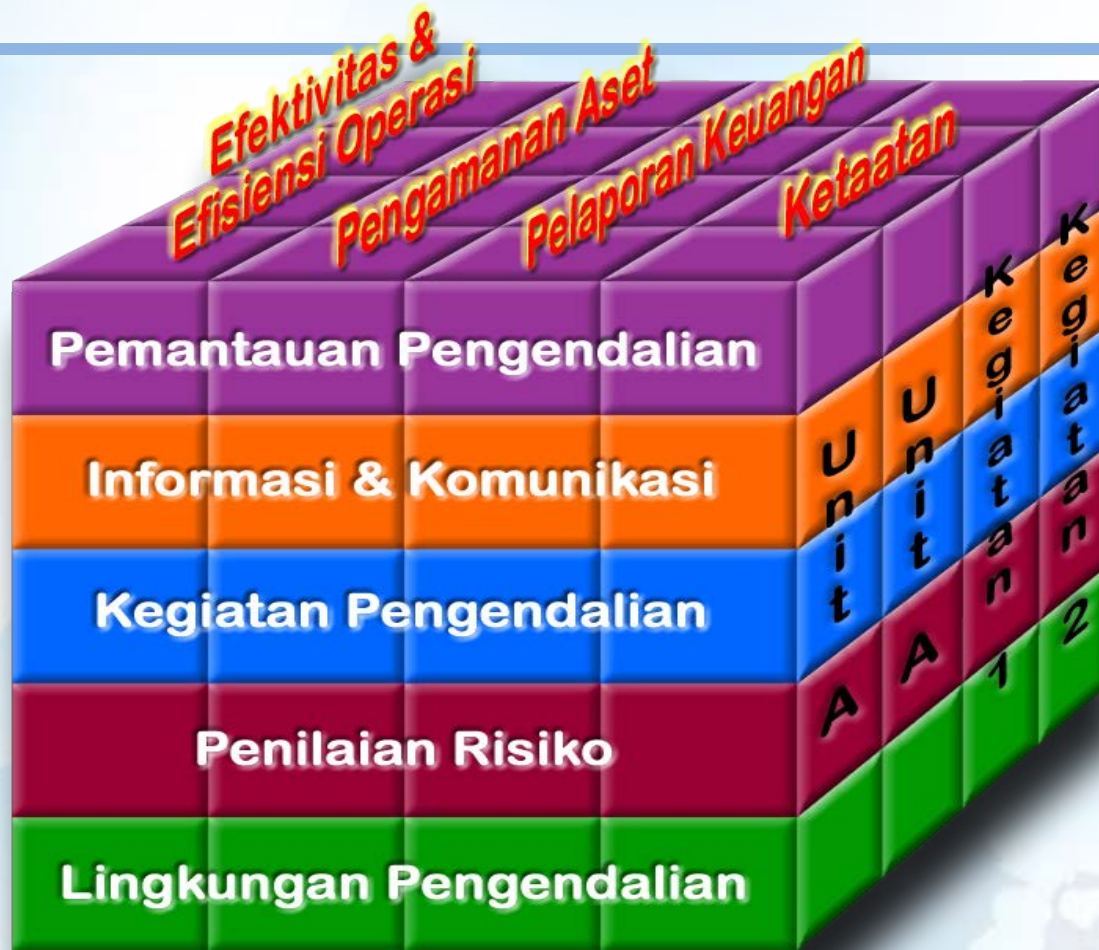 Efektivitas &
Efisiensi Operasi
Pengamanan Aset
Pelaporan Keuangan
Ketaatan
Pemantauan Pengendalian
Informasi & Komunikasi
Kegiatan Pengendalian
Penilaian Risiko
Lingkungan Pengendalian
Unit A
Unit A
Kegiatan 1
Kegiatan 2